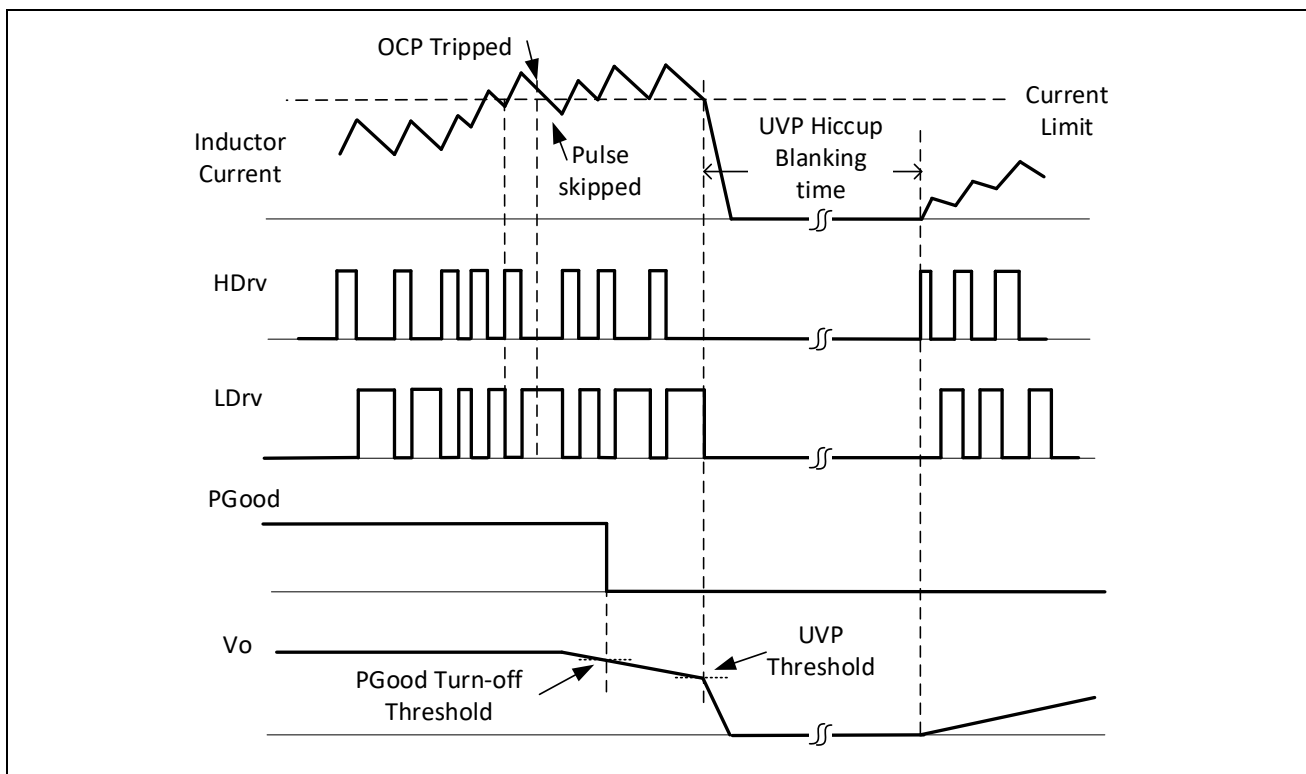 OCP Tripped
Current
Limit
UVP Hiccup
Blanking
time
Inductor
Current
Pulse
skipped
HDrv
LDrv
PGood
Vo
UVP
Threshold
PGood Turn-off
Threshold